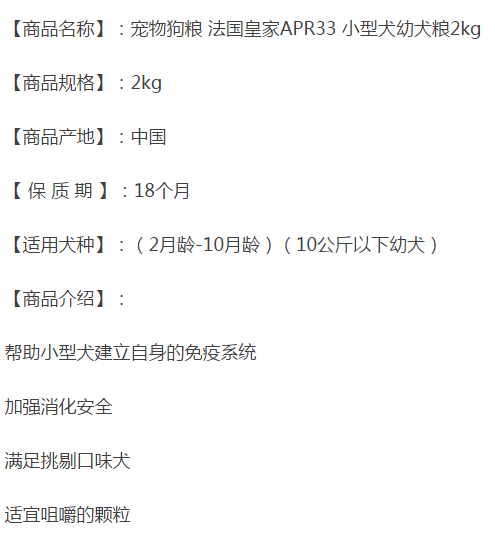 【商品名称】：宠物狗粮 法国皇家APR33 小型犬幼犬粮2kg
【商品规格】：2kg
【商品产地】：中国
【 保 质 期 】：18个月
【适用犬种】：（ 2月龄-10月龄 ）（ 10公斤以下幼犬 ）
【商品介绍】：
帮助小型犬建立自身的免疫系统
加强消化安全
满足挑剔口味犬
适宜咀嚼的颗粒